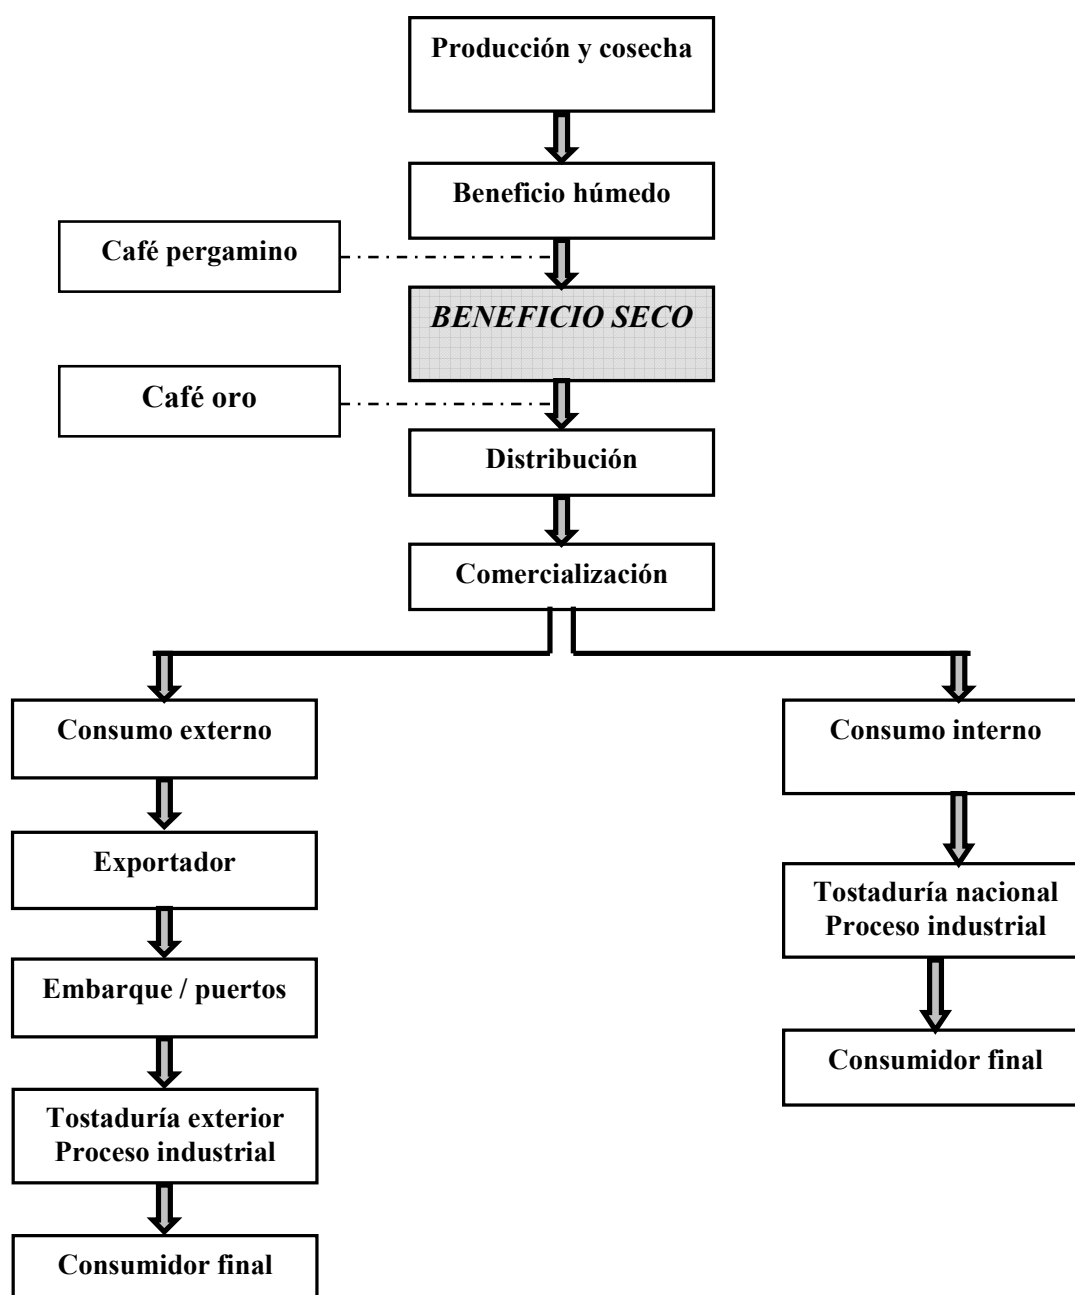 Producción y cosecha
Beneficio húmedo
Café pergamino
BENEFICIO SECO
Café oro
Distribución
Comercialización
Consumo externo
Consumo interno
Exportador
Tostaduría nacional
Proceso industrial
Embarque / puertos
Consumidor final
Tostaduría exterior
Proceso industrial
Consumidor final